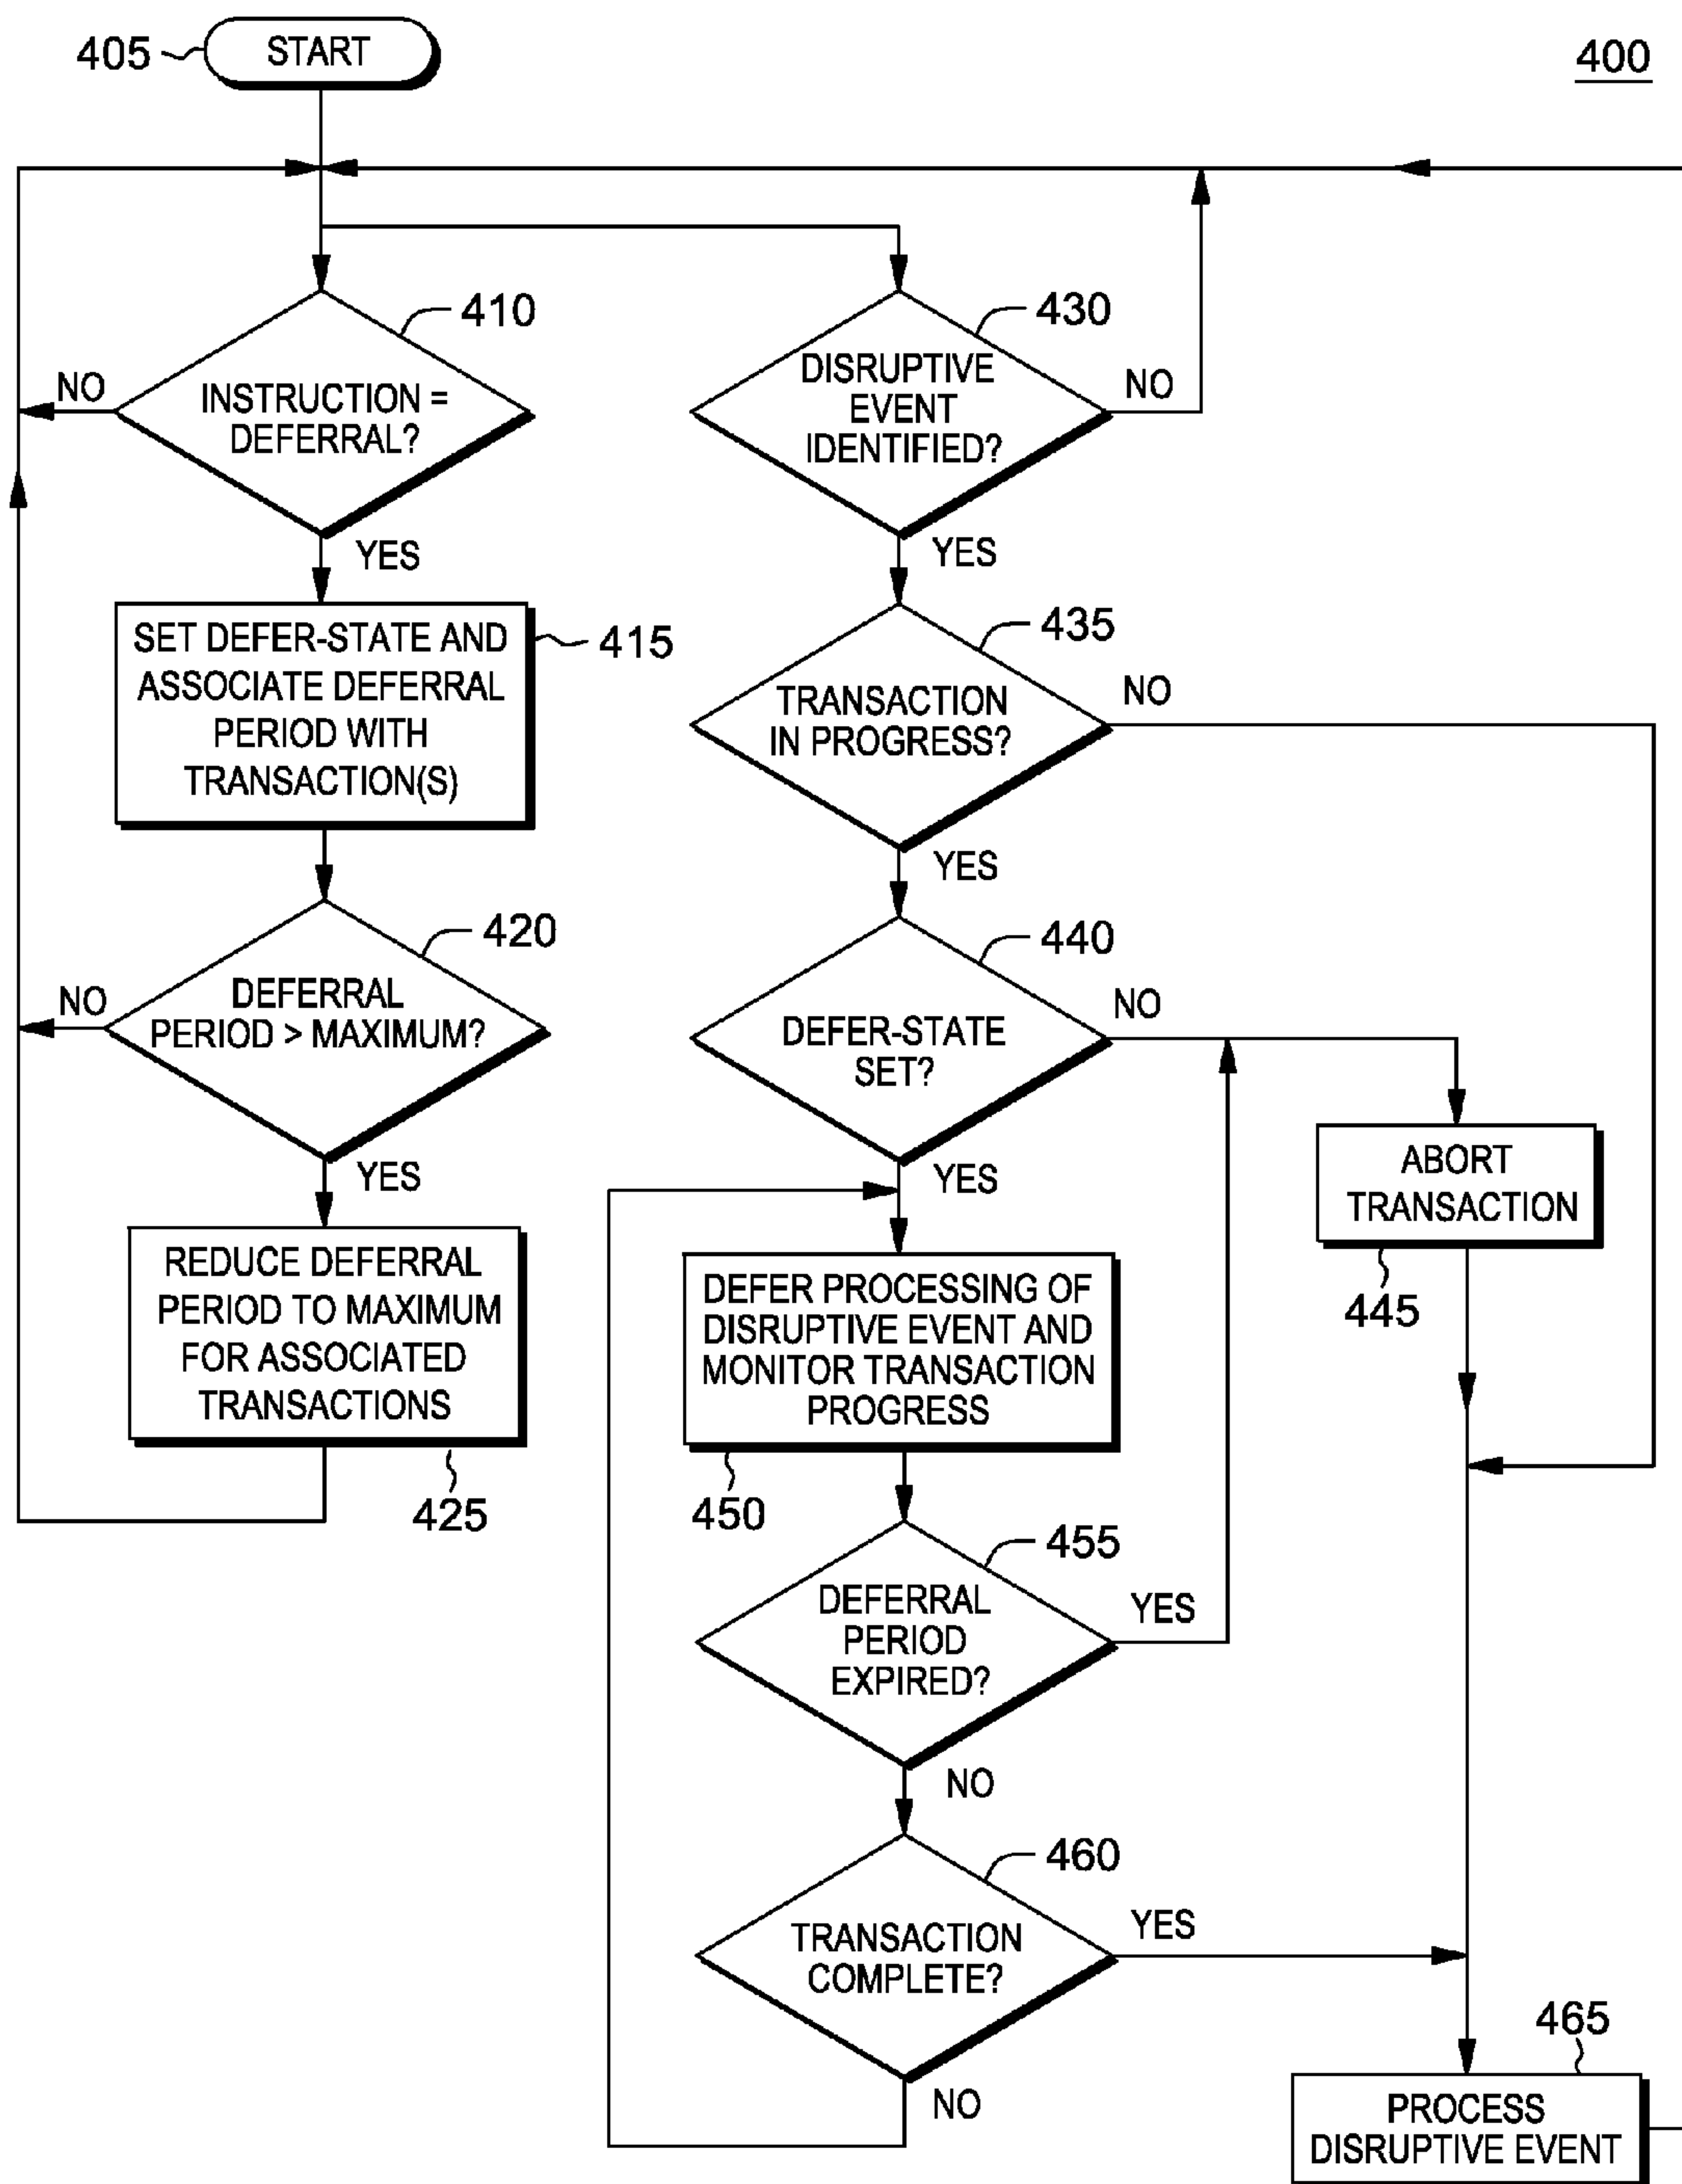 405
START
400
410
INSTRUCTION =
DEFERRAL?
NO
YES
415
SET DEFER-STATE AND
ASSOCIATE DEFERRAL
PERIOD WITH
TRANSACTION(S)
420
DEFERRAL
PERIOD > MAXIMUM?
NO
YES
REDUCE DEFERRAL
PERIOD TO MAXIMUM
FOR ASSOCIATED
TRANSACTIONS
425
430
DISRUPTIVE
EVENT
IDENTIFIED?
NO
YES
435
TRANSACTION
IN PROGRESS?
NO
YES
440
DEFER-STATE
SET?
NO
YES
ABORT
TRANSACTION
445
DEFER PROCESSING OF
DISRUPTIVE EVENT AND
MONITOR TRANSACTION
PROGRESS
450
455
DEFERRAL
PERIOD
EXPIRED?
YES
NO
460
TRANSACTION
COMPLETE?
YES
NO
465
PROCESS
DISRUPTIVE EVENT